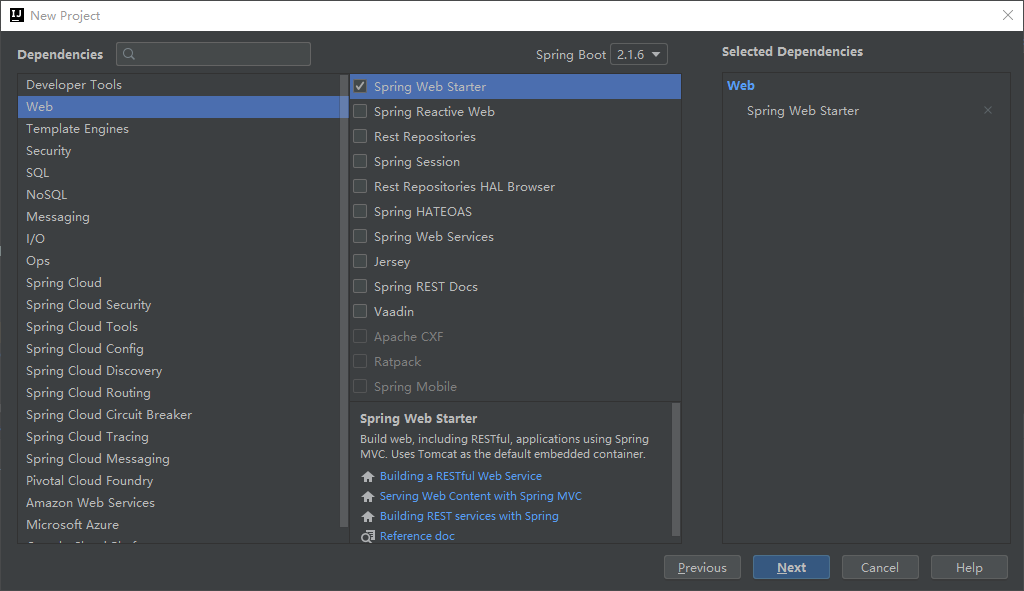 New Project
Dependencies
Spring Boot 2.1.6
Selected Dependencies
Developer Tools
Web
Template Engines
Security
SQL
NoSQL
Messaging
I/O
Ops
Spring Cloud
Spring Cloud Security
Spring Cloud Tools
Spring Cloud Config
Spring Cloud Discovery
Spring Cloud Routing
Spring Cloud Circuit Breaker
Spring Cloud Tracing
Spring Cloud Messaging
Pivotal Cloud Foundry
Amazon Web Services
Microsoft Azure
Spring Web Starter
Spring Reactive Web
Rest Repositories
Spring Session
Rest Repositories HAL Browser
Spring HATEOAS
Spring Web Services
Jersey
Spring REST Docs
Vaadin
Apache CXF
Ratpack
Spring Mobile
Spring Web Starter
Build web, including RESTful, applications using Spring
MVC. Uses Tomcat as the default embedded container.
Building a RESTful Web Service
Serving Web Content with Spring MVC
Building REST services with Spring
Reference doc
Web
Spring Web Starter
Previous
Next
Cancel
Help